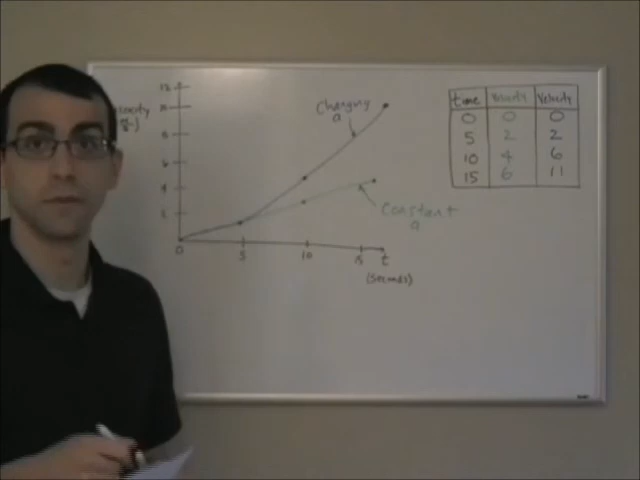 12
10
8
6
4
2
0
5
10
15
t
(seconds)
Changing
a
Constant
a
time velocity velocity
0 0 0
5 2 2
10 4 6
15 6 11